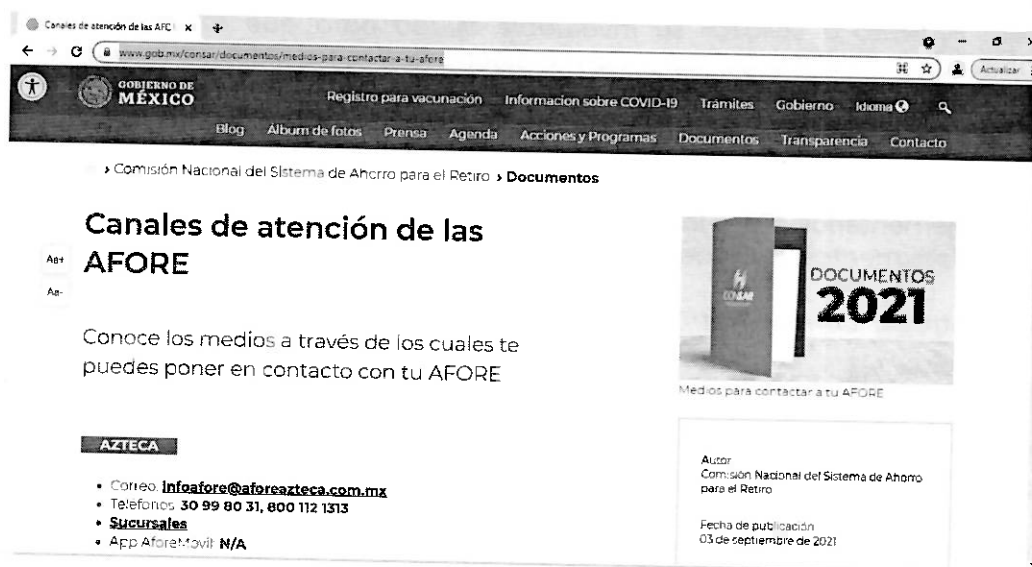 Canales de atención de las AFC
www.gob.mx/consar/documentos/medios-para-contactar-a-tu-afore
Actualizar
GOBIERNO DE
MÉXICO
Registro para vacunación Informacion sobre COVID-19 Trámites Gobierno Idioma
Blog Álbum de fotos Prensa Agenda Acciones y Programas Documentos Transparencia Contacto
› Comisión Nacional del Sistema de Ahorro para el Retiro › Documentos
Canales de atención de las
AFORE
Aa+
Aa-
Conoce los medios a través de los cuales te
puedes poner en contacto con tu AFORE
CONSAR
DOCUMENTOS
2021
Medios para contactar a tu AFORE
AZTECA
• Correo: infoafore@aforeazteca.com.mx
• Teléfonos 30 99 80 31, 800 112 1313
• Sucursales
• App AforeMovil: N/A
Autor
Comisión Nacional del Sistema de Ahorro
para el Retiro
Fecha de publicación
03 de septiembre de 2021